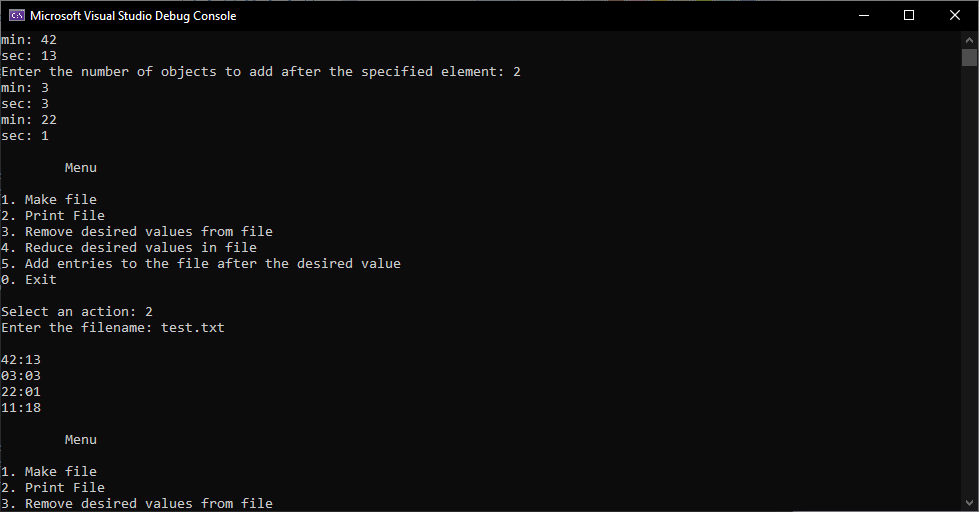 Microsoft Visual Studio Debug Console
min: 42
sec: 13
Enter the number of objects to add after the specified element: 2
min: 3
sec: 3
min: 22
sec: 1
Menu
1. Make file
2. Print File
3. Remove desired values from file
4. Reduce desired values in file
5. Add entries to the file after the desired value
0. Exit
Select an action: 2
Enter the filename: test.txt
42:13
03:03
22:01
11:18
Menu
1. Make file
2. Print File
3. Remove desired values from file